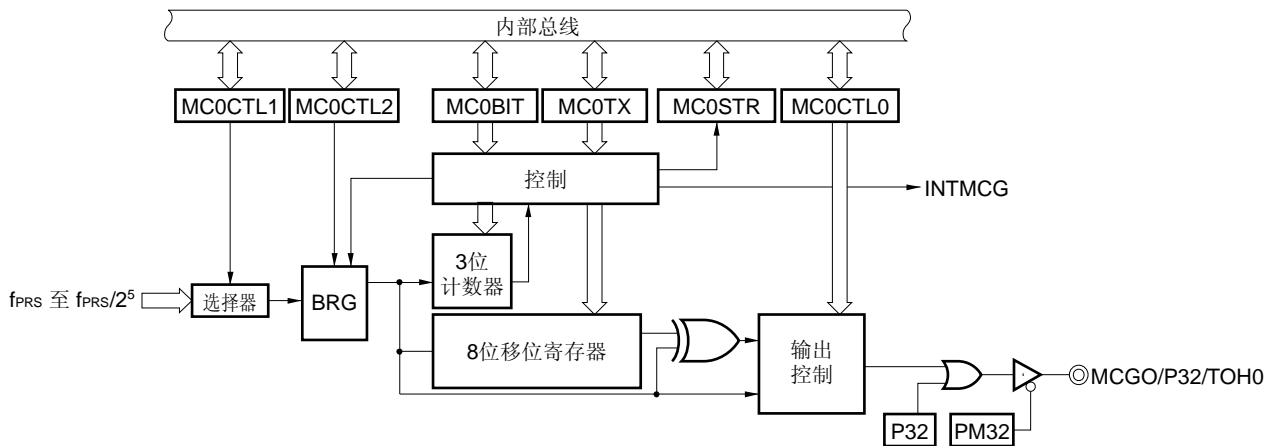 内部总线
MC0CTL1
MC0CTL2
MC0BIT
MC0TX
MC0STR
MC0CTL0
控制
INTMCG
3位
计数器
fPRS 至 fPRS/2⁵
选择器
BRG
8位移位寄存器
输出
控制
MCGO/P32/TOH0
P32
PM32